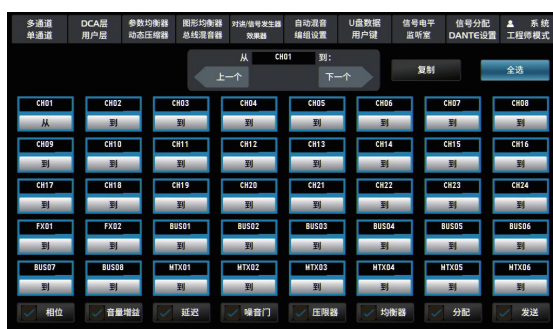 多通道 DCA层 参数均衡器 图形均衡器 对讲/信号发生器 自动混音 U盘数据 信号电平 信号分配 系统
单通道 用户层 动态压缩器 总线混音器 效果器 编组设置 用户键 监听室 DANTE设置 工程师模式
从 CH01 到:
上一个 下一个 复制 全选
CH01 CH02 CH03 CH04 CH05 CH06 CH07 CH08
从 到 到 到 到 到 到 到
CH09 CH10 CH11 CH12 CH13 CH14 CH15 CH16
到 到 到 到 到 到 到 到
CH17 CH18 CH19 CH20 CH21 CH22 CH23 CH24
到 到 到 到 到 到 到 到
FX01 FX02 BUS01 BUS02 BUS03 BUS04 BUS05 BUS06
到 到 到 到 到 到 到 到
BUS07 BUS08 MTX01 MTX02 MTX03 MTX04 MTX05 MTX06
到 到 到 到 到 到 到 到
相位 音量增益 延迟 噪音门 压限器 均衡器 分配 发送